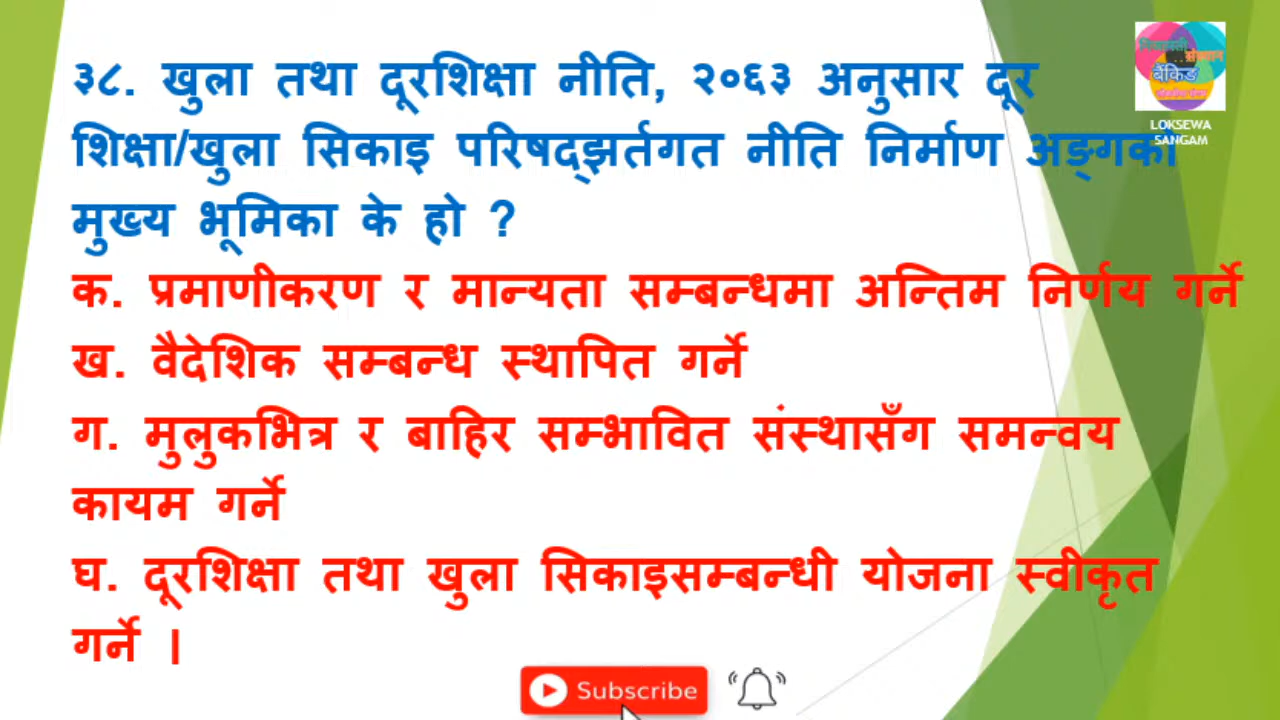 ३८. खुला तथा दूरशिक्षा नीति, २०६३ अनुसार दूर
शिक्षा/खुला सिकाइ परिषद्झर्तगत नीति निर्माण अङ्गको
मुख्य भूमिका के हो ?
क. प्रमाणीकरण र मान्यता सम्बन्धमा अन्तिम निर्णय गर्ने
ख. वैदेशिक सम्बन्ध स्थापित गर्ने
ग. मुलुकभित्र र बाहिर सम्भावित संस्थासँग समन्वय
कायम गर्ने
घ. दूरशिक्षा तथा खुला सिकाइसम्बन्धी योजना स्वीकृत
गर्ने ।
संस्थान
बैंकिङ
LOKSEWA
SANGAM
Subscribe